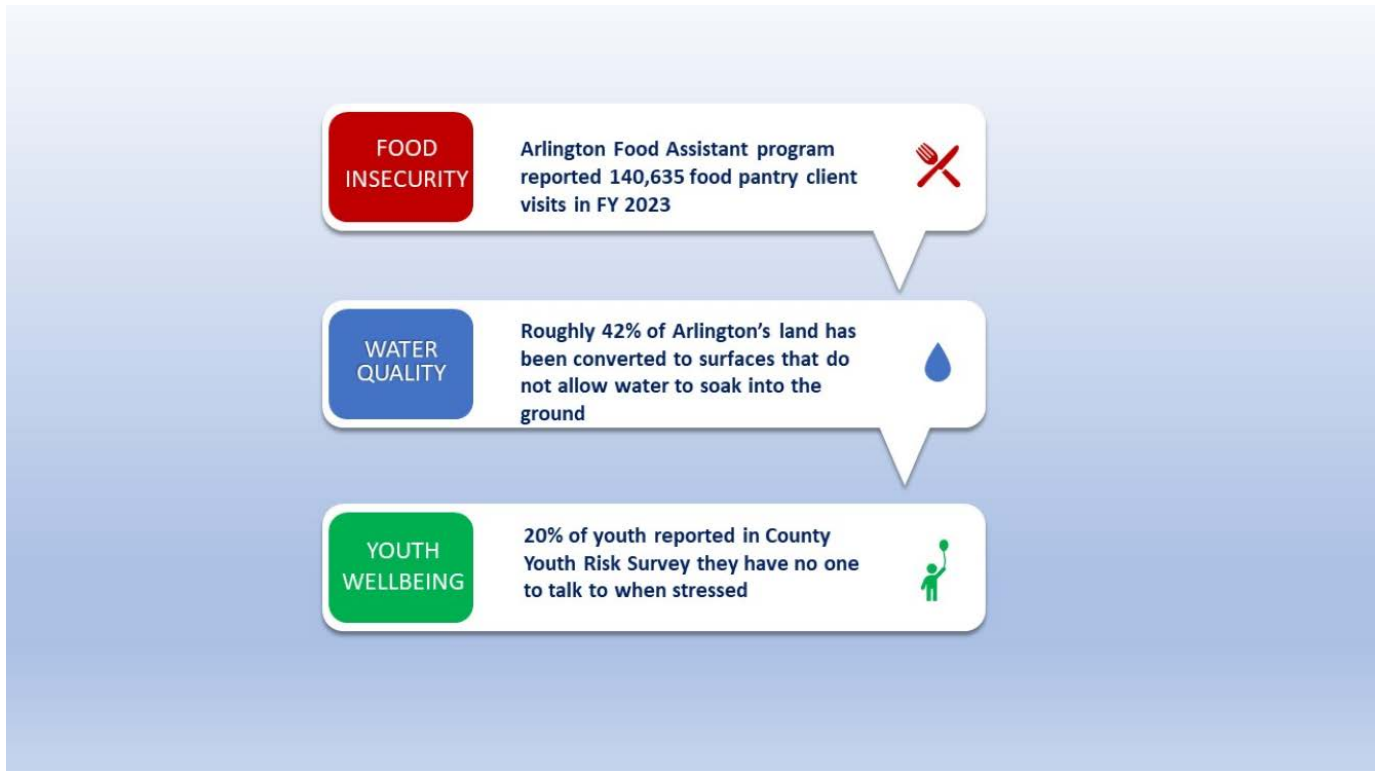 FOOD
INSECURITY
Arlington Food Assistant program
reported 140,635 food pantry client
visits in FY 2023
WATER
QUALITY
Roughly 42% of Arlington’s land has
been converted to surfaces that do
not allow water to soak into the
ground
YOUTH
WELLBEING
20% of youth reported in County
Youth Risk Survey they have no one
to talk to when stressed